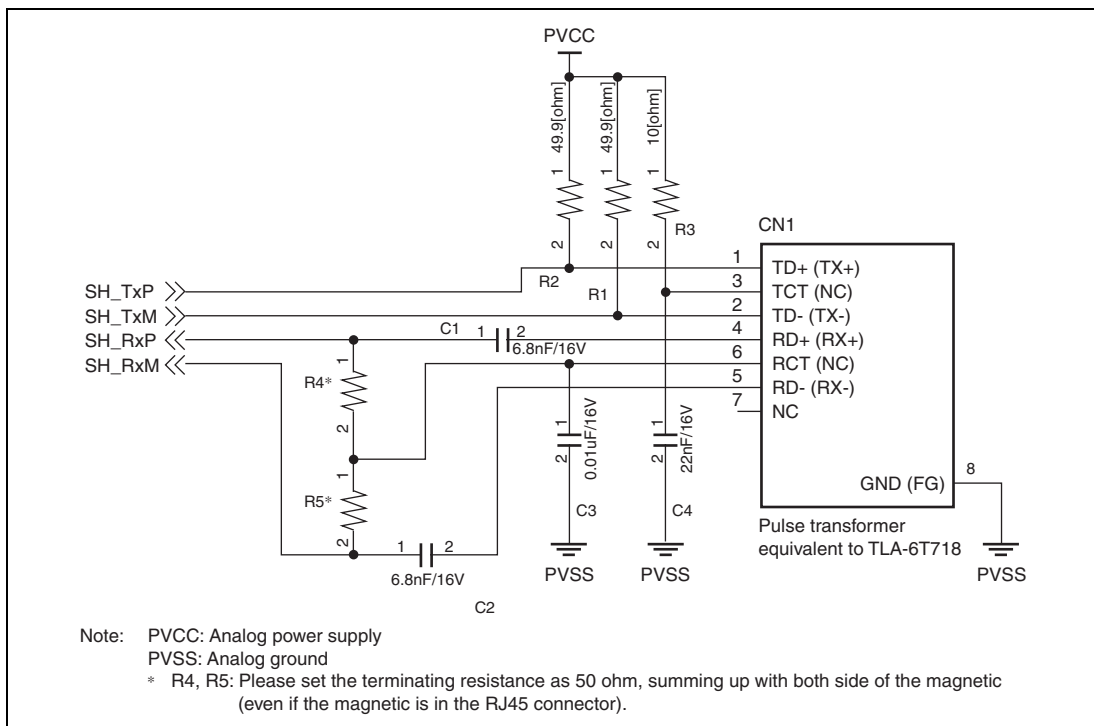 PVCC
49.9[ohm]
49.9[ohm]
10[ohm]
1
1
1
2
2
2
R3
R2
R1
CN1
SH_TxP
SH_TxM
SH_RxP
SH_RxM
1 TD+ (TX+)
3 TCT (NC)
2 TD- (TX-)
4 RD+ (RX+)
6 RCT (NC)
5 RD- (RX-)
7 NC
GND (FG) 8
C1 1 2
6.8nF/16V
1
R4*
2
1
R5*
2
1 2
6.8nF/16V
C2
1
2
0.01uF/16V
C3
1
2
22nF/16V
C4
PVSS
PVSS
PVSS
Pulse transformer
equivalent to TLA-6T718
Note: PVCC: Analog power supply
PVSS: Analog ground
* R4, R5: Please set the terminating resistance as 50 ohm, summing up with both side of the magnetic
(even if the magnetic is in the RJ45 connector).